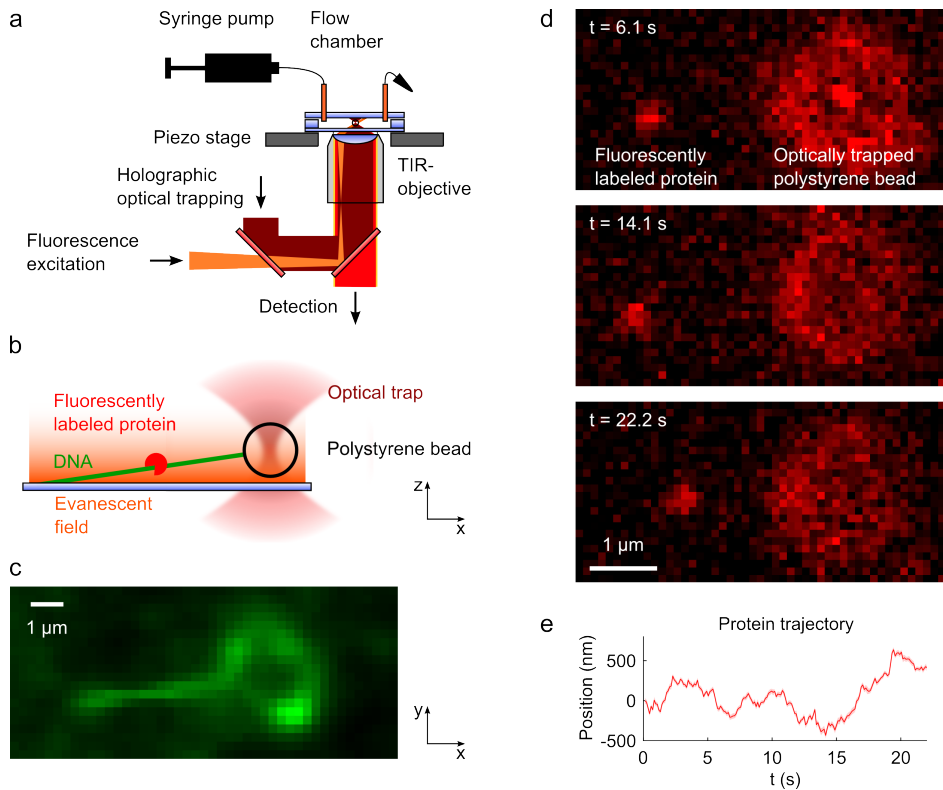 a
Syringe pump
Flow
chamber
Piezo stage
TIR-
objective
Holographic
optical trapping
Fluorescence
excitation
Detection
b
Fluorescently
labeled protein
Optical trap
DNA
Polystyrene bead
Evanescent
field
z
x
c
1 µm
y
x
d
t = 6.1 s
Fluorescently
labeled protein
Optically trapped
polystyrene bead
t = 14.1 s
t = 22.2 s
1 µm
e
Protein trajectory
Position (nm)
500
0
-500
0
5
10
15
20
t (s)